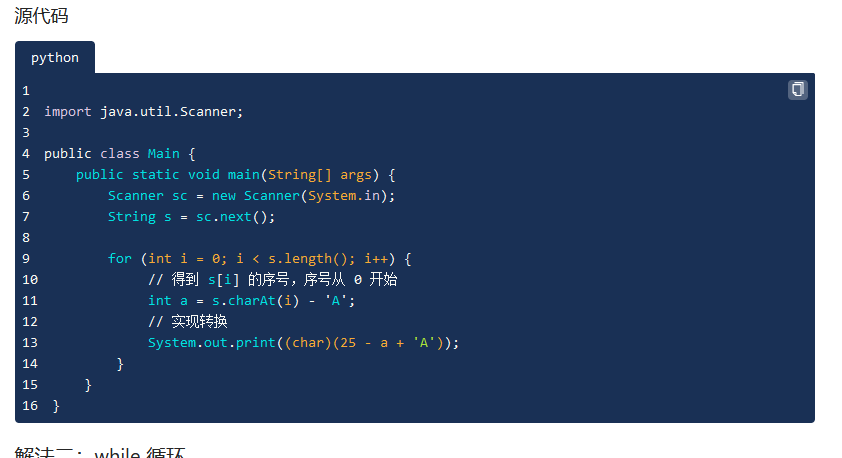 源代码
python
1
2 import java.util.Scanner;
3
4 public class Main {
5     public static void main(String[] args) {
6         Scanner sc = new Scanner(System.in);
7         String s = sc.next();
8
9         for (int i = 0; i < s.length(); i++) {
10             // 得到 s[i] 的序号，序号从 0 开始
11             int a = s.charAt(i) - 'A';
12             // 实现转换
13             System.out.print((char)(25 - a + 'A'));
14         }
15     }
16 }
while 循环